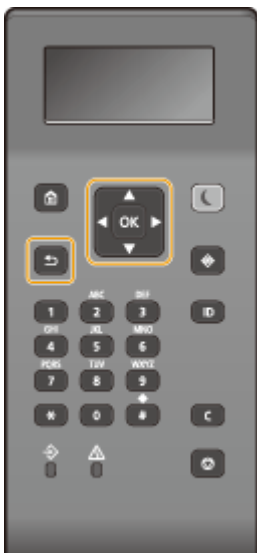 OK
ABC DEF
1 2 3 ID
GHI JKL MNO
4 5 6
PQRS TUV WXYZ
7 8 9
* 0 # C